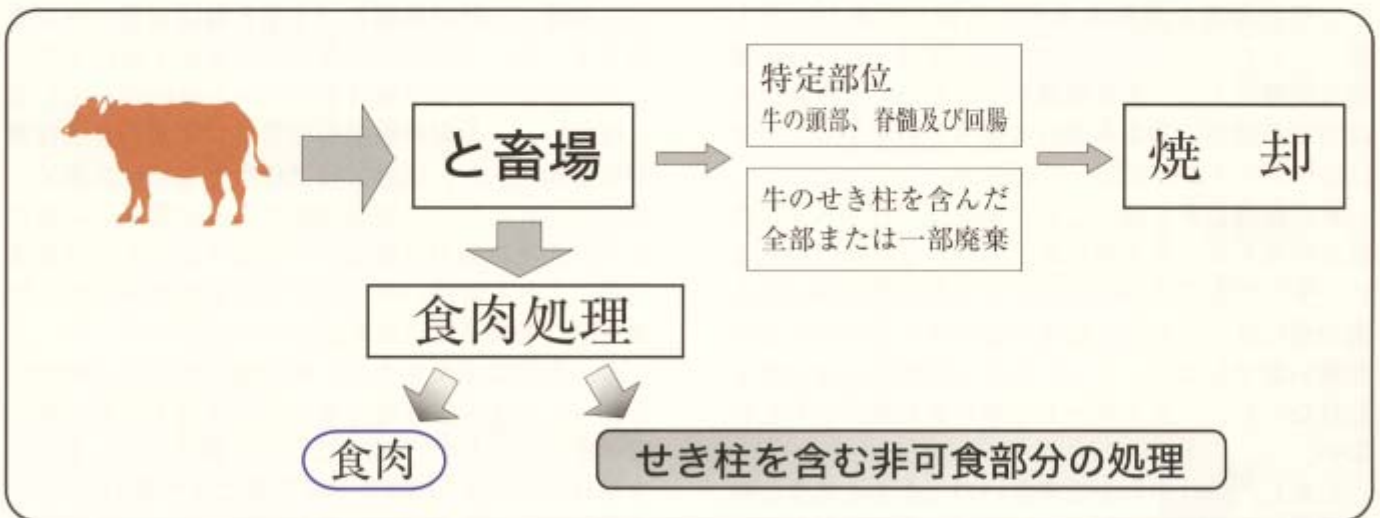 と畜場
特定部位
牛の頭部、脊髄及び回腸
牛のせき柱を含んだ
全部または一部廃棄
焼 却
食肉処理
食肉
せき柱を含む非可食部分の処理